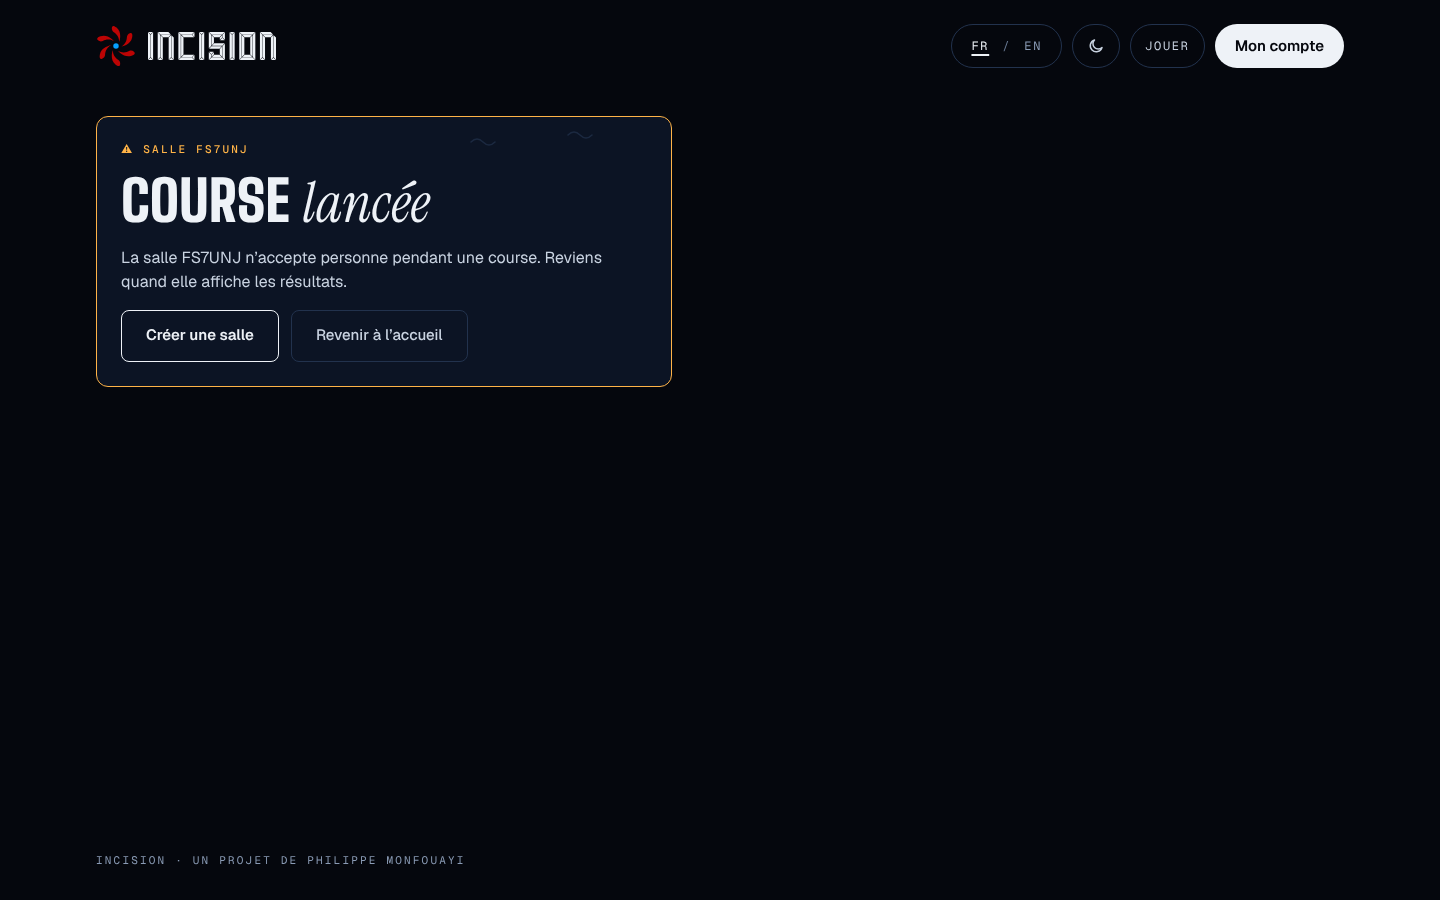 INCISION
FR / EN
JOUER
Mon compte
SALLE FS7UNJ
COURSE lancée
La salle FS7UNJ n’accepte personne pendant une course. Reviens
quand elle affiche les résultats.
Créer une salle
Revenir à l’accueil
INCISION · UN PROJET DE PHILIPPE MONFOUAYI